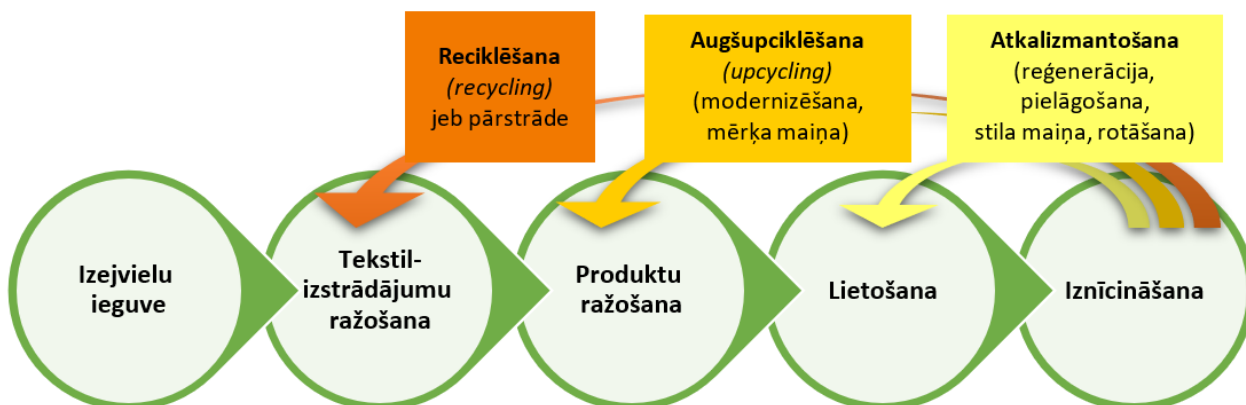 Reciklēšana
(recycling)
jeb pārstrāde
Augšupciklēšana
(upcycling)
(modernizēšana,
mērķa maiņa)
Atkalizmantošana
(reģenerācija,
pielāgošana,
stila maiņa, rotāšana)
Izejvielu
ieguve
Tekstil-
izstrādājumu
ražošana
Produktu
ražošana
Lietošana
Iznīcināšana